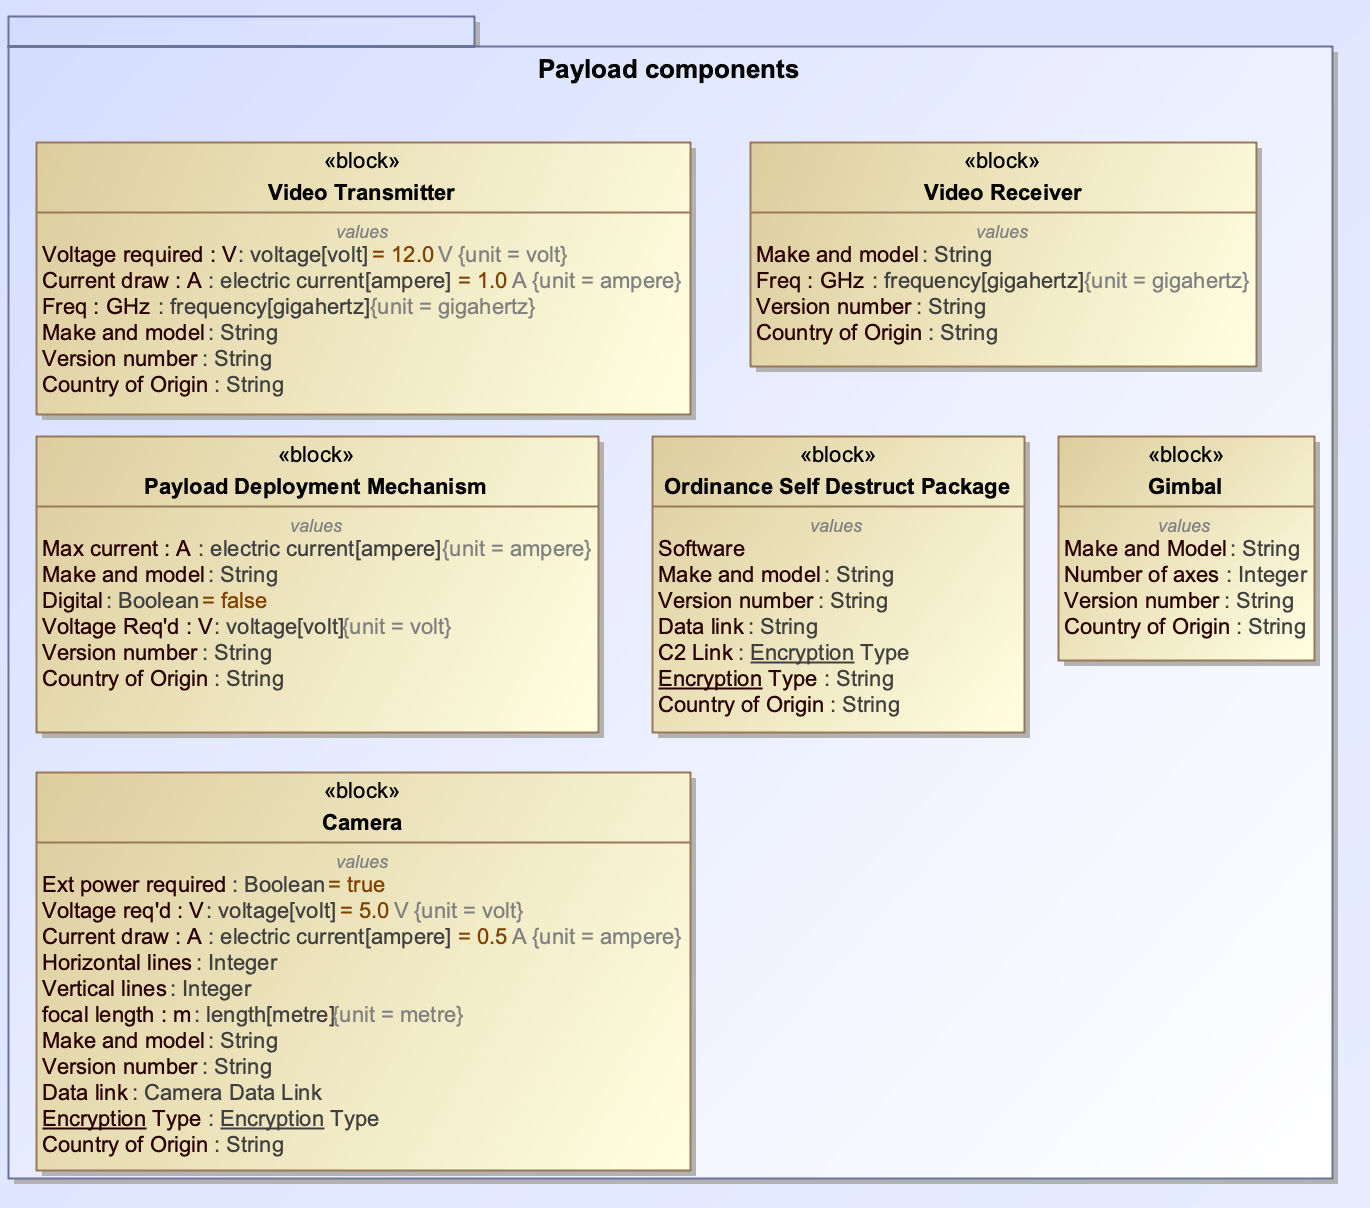 Payload components
«block»
Video Transmitter
values
Voltage required : V : voltage[volt] = 12.0 V {unit = volt}
Current draw : A : electric current[ampere] = 1.0 A {unit = ampere}
Freq : GHz : frequency[gigahertz]{unit = gigahertz}
Make and model : String
Version number : String
Country of Origin : String
«block»
Video Receiver
values
Make and model : String
Freq : GHz : frequency[gigahertz]{unit = gigahertz}
Version number : String
Country of Origin : String
«block»
Payload Deployment Mechanism
values
Max current : A : electric current[ampere]{unit = ampere}
Make and model : String
Digital : Boolean = false
Voltage Req'd : V : voltage[volt]{unit = volt}
Version number : String
Country of Origin : String
«block»
Ordinance Self Destruct Package
values
Software
Make and model : String
Version number : String
Data link : String
C2 Link : Encryption Type
Encryption Type : String
Country of Origin : String
«block»
Gimbal
values
Make and Model : String
Number of axes : Integer
Version number : String
Country of Origin : String
«block»
Camera
values
Ext power required : Boolean = true
Voltage req'd : V : voltage[volt] = 5.0 V {unit = volt}
Current draw : A : electric current[ampere] = 0.5 A {unit = ampere}
Horizontal lines : Integer
Vertical lines : Integer
focal length : m : length[metre]{unit = metre}
Make and model : String
Version number : String
Data link : Camera Data Link
Encryption Type : Encryption Type
Country of Origin : String